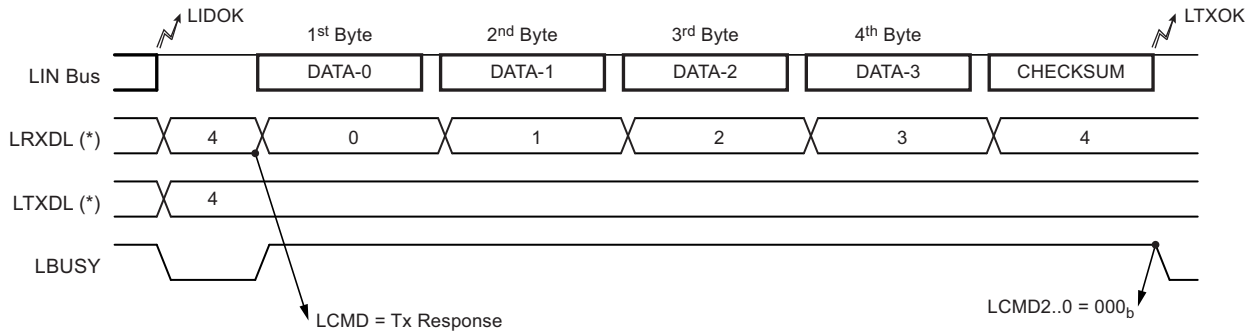 LIDOK
LTXOK
1st Byte 2nd Byte 3rd Byte 4th Byte
LIN Bus DATA-0 DATA-1 DATA-2 DATA-3 CHECKSUM
LRXDL (*) 4 0 1 2 3 4
LTXDL (*) 4
LBUSY
LCMD = Tx Response
LCMD2..0 = 000b